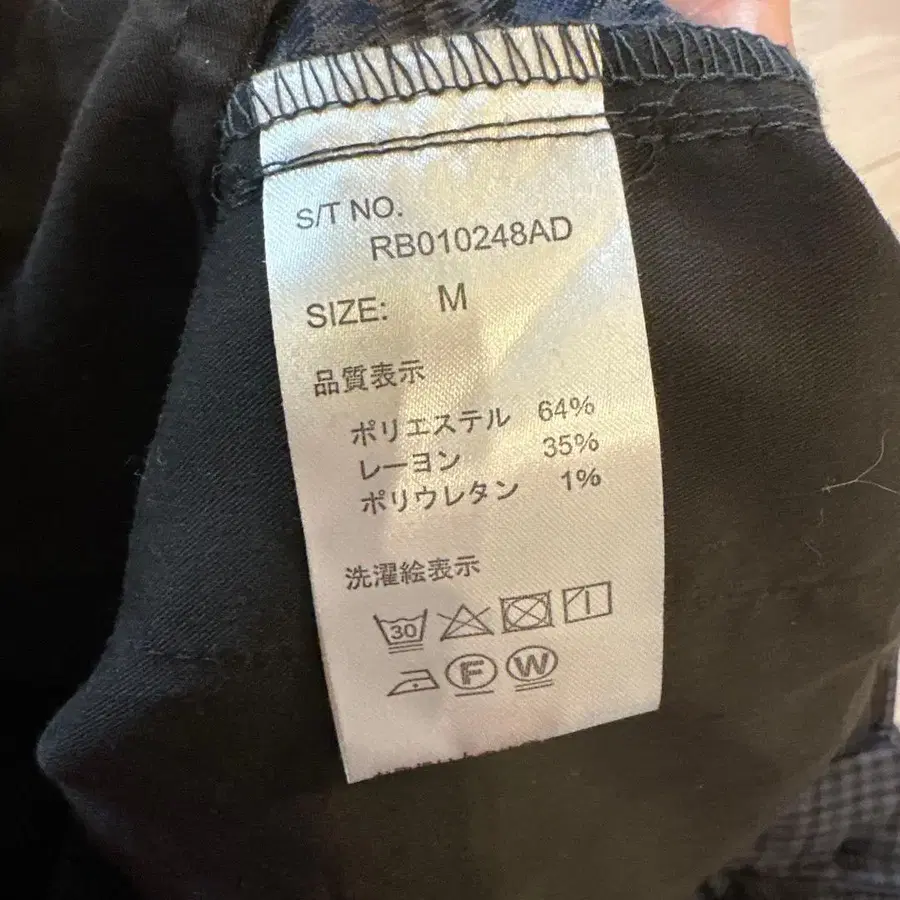 S/T NO.
RB010248AD
SIZE: M
品質表示
ポリエステル 64%
レーヨン 35%
ポリウレタン 1%
洗濯絵表示
30
F W